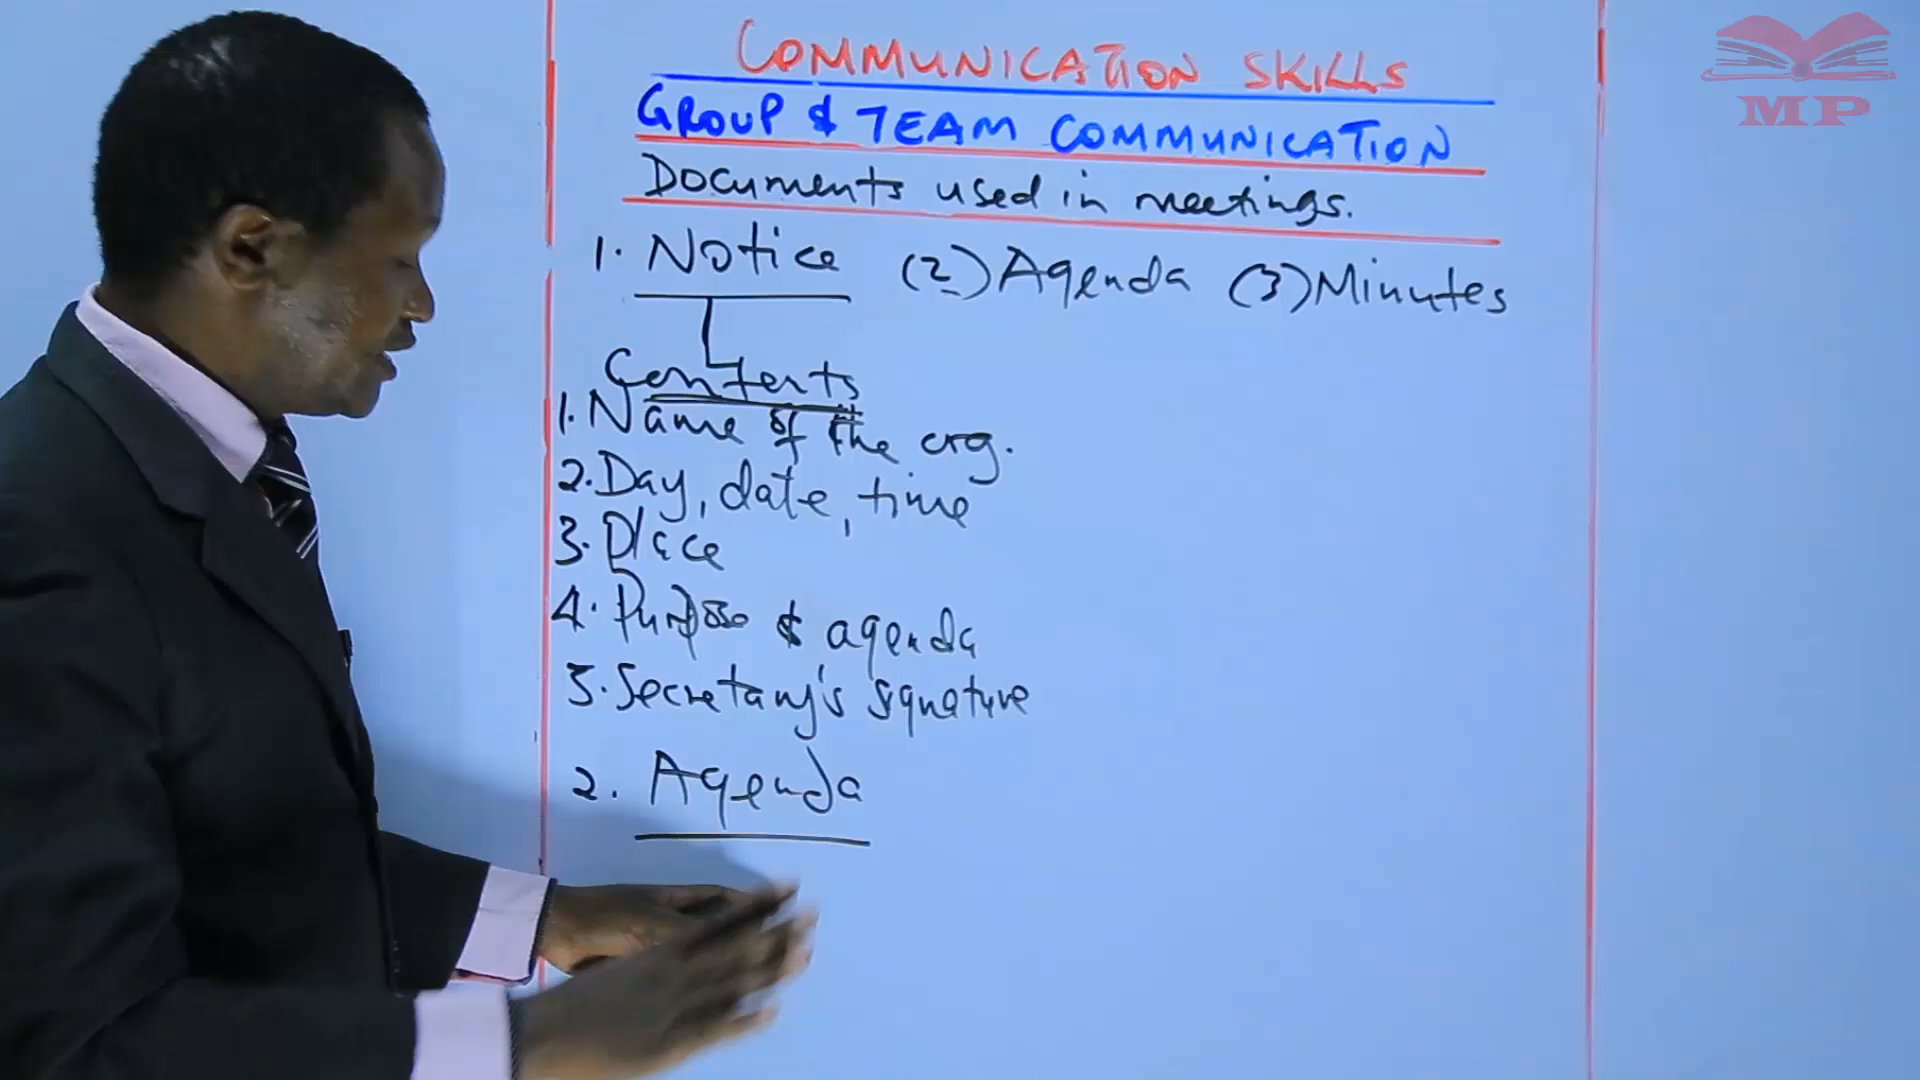 COMMUNICATION SKILLS
GROUP & TEAM COMMUNICATION
Documents used in meetings.
1. Notice (2) Agenda (3) Minutes
Contents
1. Name of the org.
2. Day, date, time
3. Place
4. Purpose & agenda
5. Secretary's signature
2. Agenda
MP